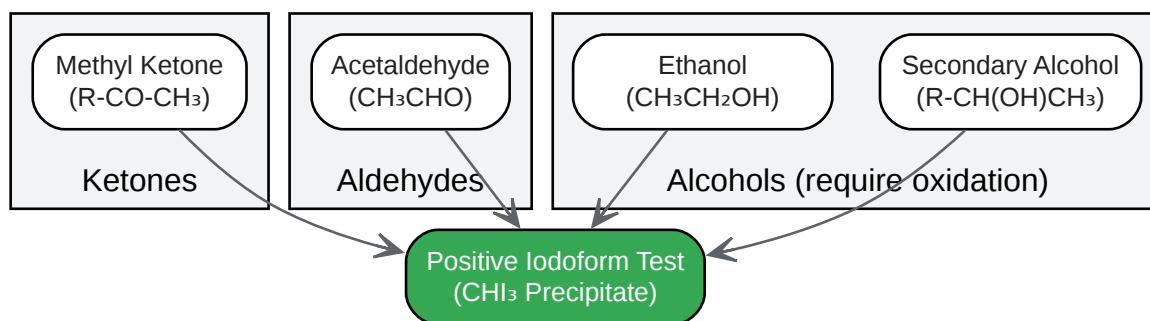 Methyl Ketone
(R-CO-CH₃)
Acetaldehyde
(CH₃CHO)
Ethanol
(CH₃CH₂OH)
Secondary Alcohol
(R-CH(OH)CH₃)
Ketones
Aldehydes
Alcohols (require oxidation)
Positive Iodoform Test
(CHI₃ Precipitate)